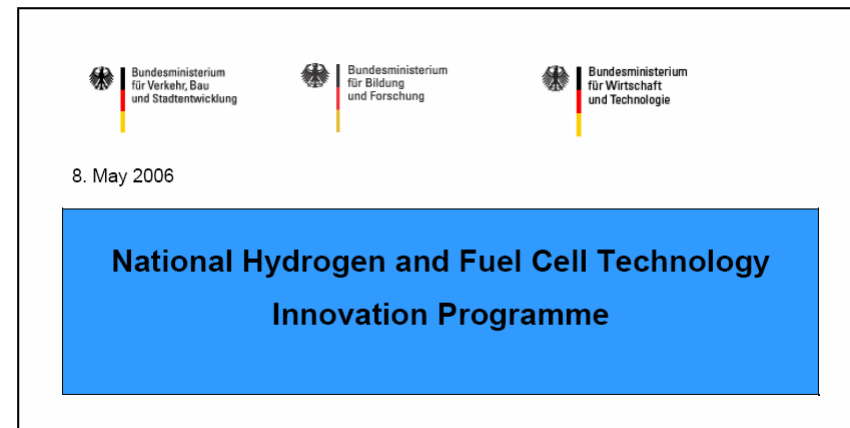 Bundesministerium
für Verkehr, Bau
und Stadtentwicklung
Bundesministerium
für Bildung
und Forschung
Bundesministerium
für Wirtschaft
und Technologie
8. May 2006
National Hydrogen and Fuel Cell Technology
Innovation Programme